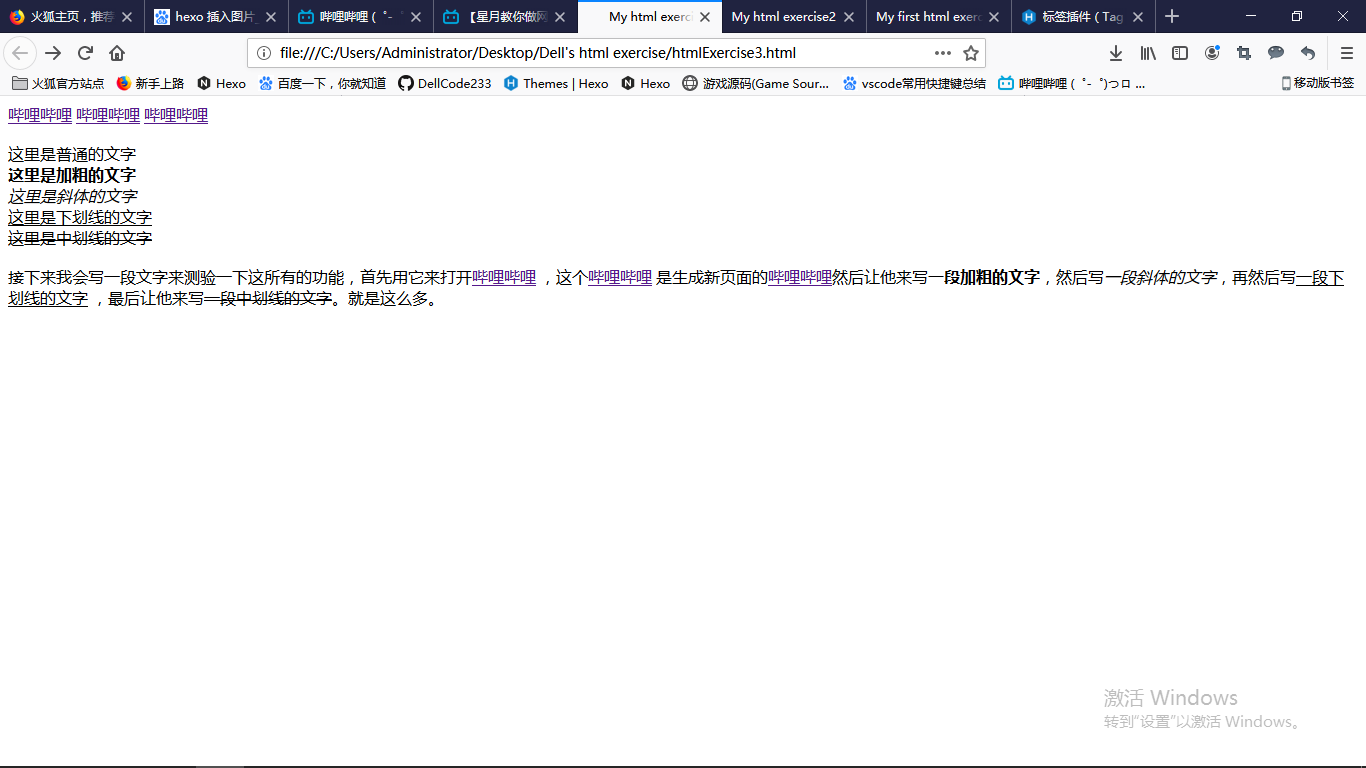 火狐主页，推荐
hexo 插入图片_
哔哩哔哩 ( ゜-
【星月教你做网
My html exerci
My html exercise2
My first html exerc
标签插件 ( Tag
file:///C:/Users/Administrator/Desktop/Dell's html exercise/htmlExercise3.html
火狐官方站点 新手上路 Hexo 百度一下，你就知道 DellCode233 Themes | Hexo Hexo 游戏源码(Game Sour... vscode常用快捷键总结 哔哩哔哩 ( ゜- ゜)つロ ... 移动版书签
哔哩哔哩 哔哩哔哩 哔哩哔哩
这里是普通的文字
这里是加粗的文字
这里是斜体的文字
这里是下划线的文字
这里是中划线的文字
接下来我会写一段文字来测验一下这所有的功能，首先用它来打开哔哩哔哩 ，这个哔哩哔哩 是生成新页面的哔哩哔哩然后让他来写一段加粗的文字，然后写一段斜体的文字，再然后写一段下
划线的文字 ，最后让他来写一段中划线的文字。就是这么多。
激活 Windows
转到"设置"以激活 Windows。